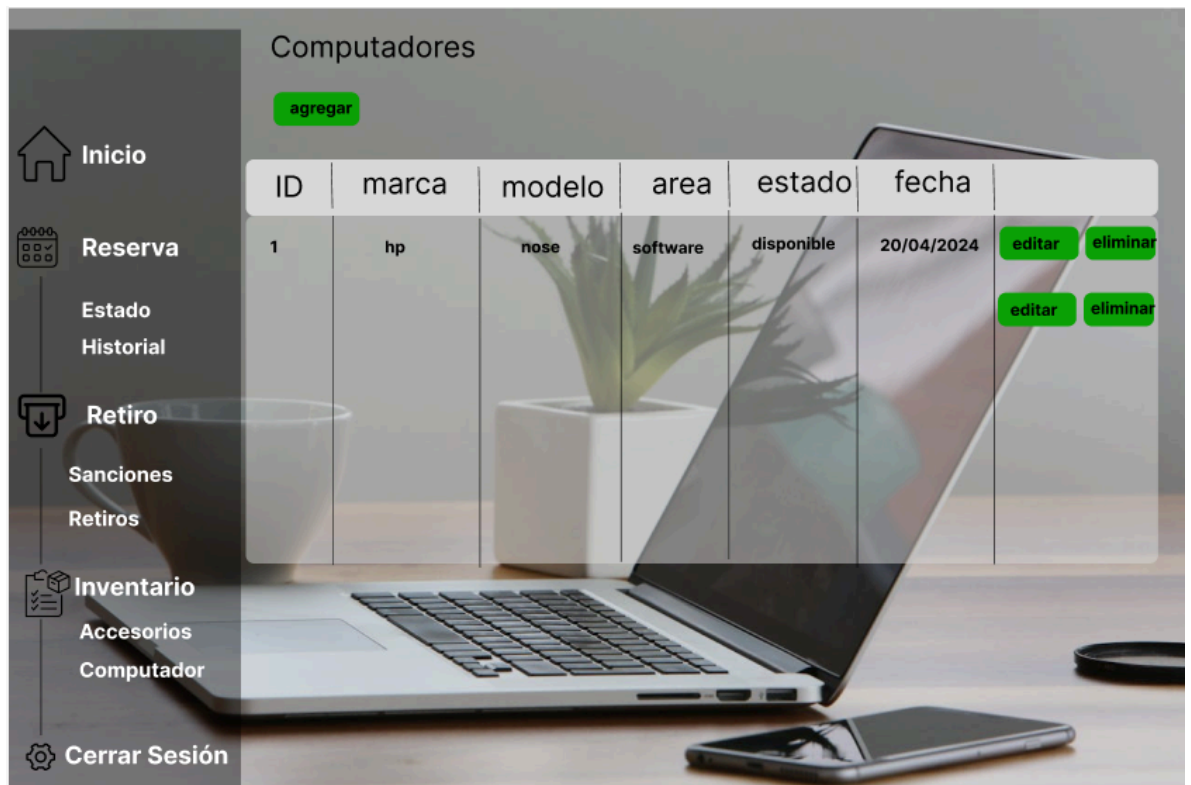 Computadores
agregar
Inicio
Reserva
Estado
Historial
Retiro
Sanciones
Retiros
Inventario
Accesorios
Computador
Cerrar Sesión
ID marca modelo area estado fecha
1 hp nose software disponible 20/04/2024 editar eliminar
editar eliminar